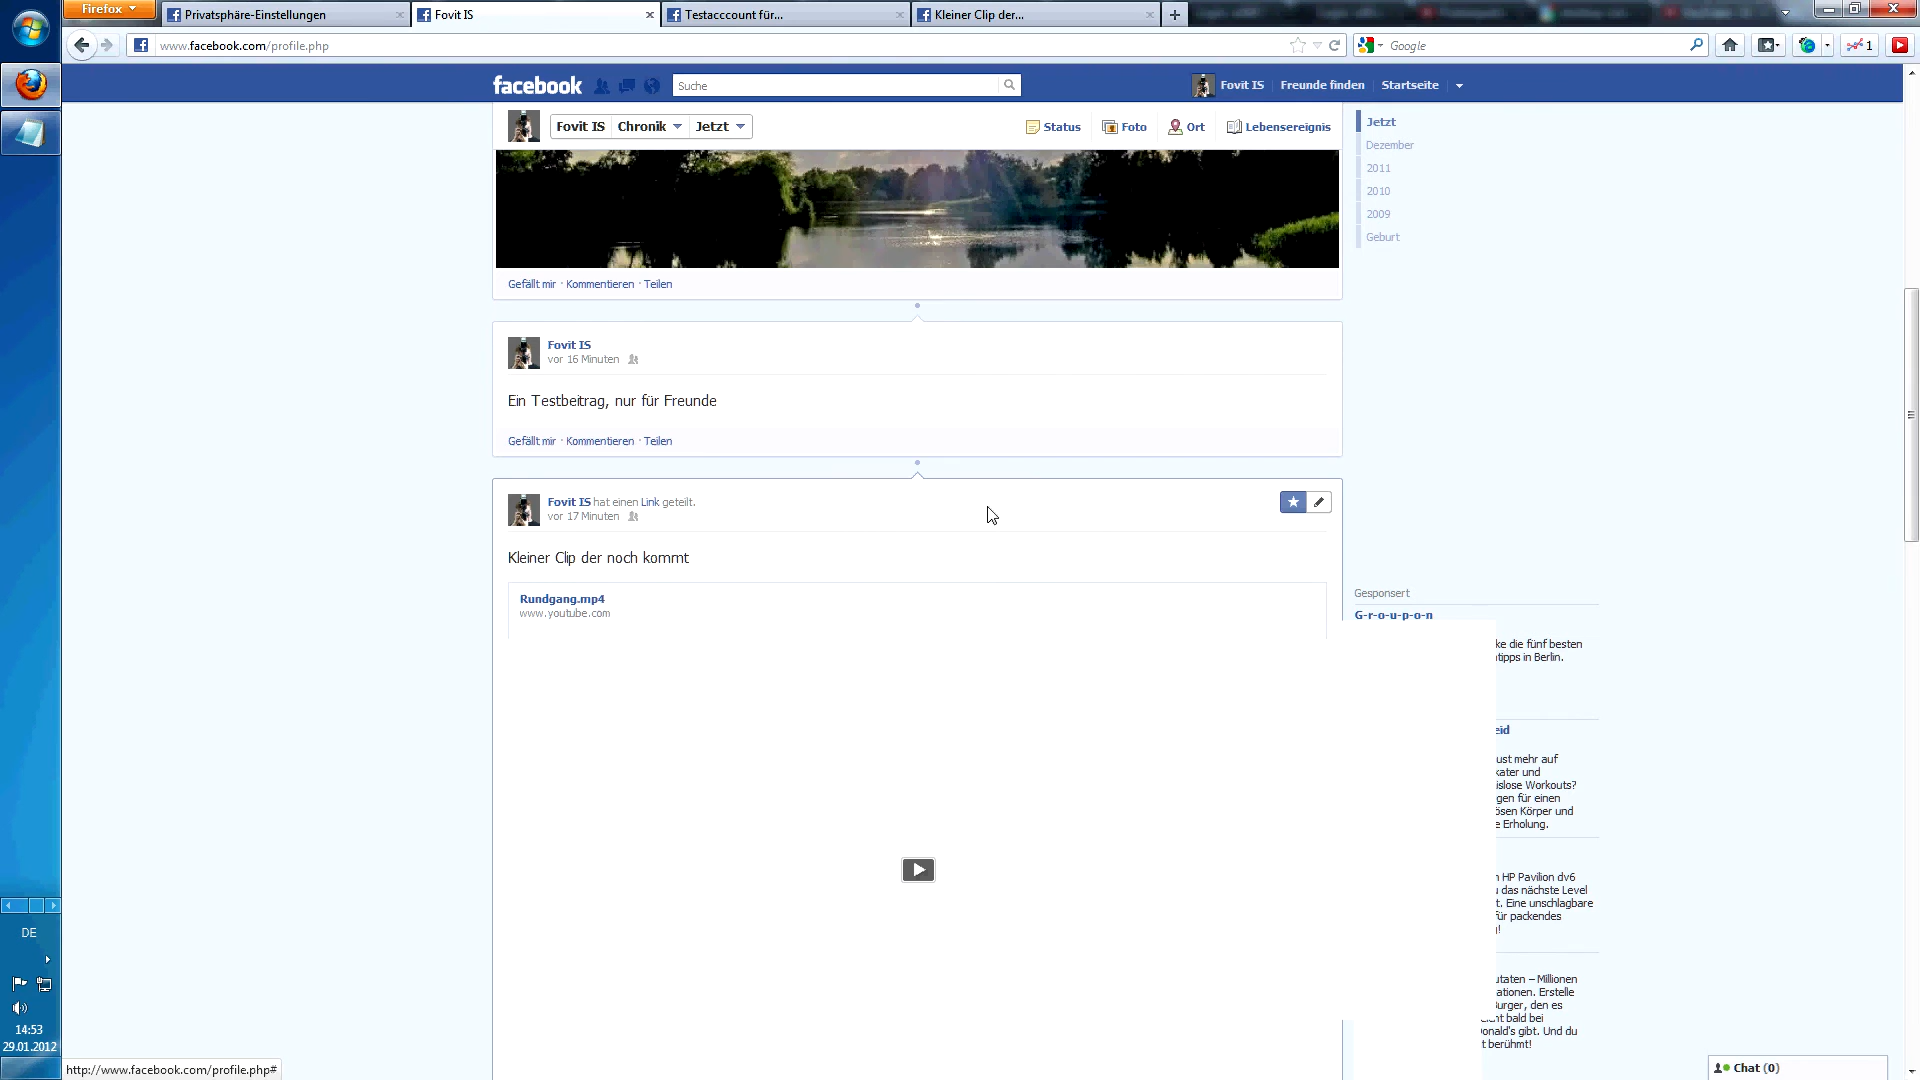 Firefox
Privatsphäre-Einstellungen
Fovit IS
Testacccount für...
Kleiner Clip der...
www.facebook.com/profile.php
Google
1
facebook
Suche
Fovit IS
Freunde finden
Startseite
Fovit IS
Chronik
Jetzt
Status
Foto
Ort
Lebensereignis
Jetzt
Dezember
2011
2010
2009
Geburt
Gefällt mir · Kommentieren · Teilen
Fovit IS
vor 16 Minuten
Ein Testbeitrag, nur für Freunde
Gefällt mir · Kommentieren · Teilen
Fovit IS hat einen Link geteilt.
vor 17 Minuten
Kleiner Clip der noch kommt
Rundgang.mp4
www.youtube.com
Gesponsert
G-r-o-u-p-o-n
ke die fünf besten
tipps in Berlin.
eid
ust mehr auf
kater und
islose Workouts?
gen für einen
ösen Körper und
e Erholung.
HP Pavilion dv6
u das nächste Level
t. Eine unschlagbare
für packendes
g!
utaten – Millionen
ationen. Erstelle
Burger, den es
icht bald bei
onald's gibt. Und du
t berühmt!
DE
14:53
29.01.2012
http://www.facebook.com/profile.php#
Chat (0)